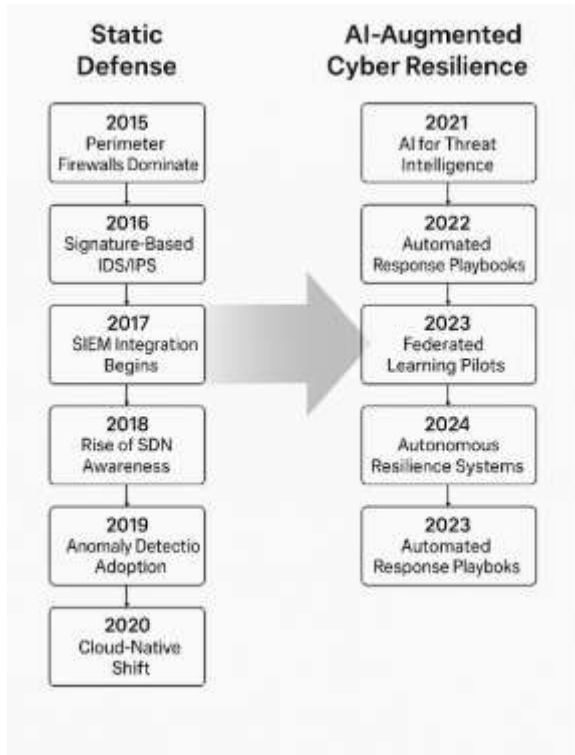 Static
Defense
2015
Perimeter
Firewalls Dominate
2016
Signature-Based
IDS/IPS
2017
SIEM Integration
Begins
2018
Rise of SDN
Awareness
2019
Anomaly Detectio
Adoption
2020
Cloud-Native
Shift
AI-Augmented
Cyber Resilience
2021
AI for Threat
Intelligence
2022
Automated
Response Playbooks
2023
Federated
Learning Pilots
2024
Autonomous
Resilience Systems
2023
Automated
Response Playboks